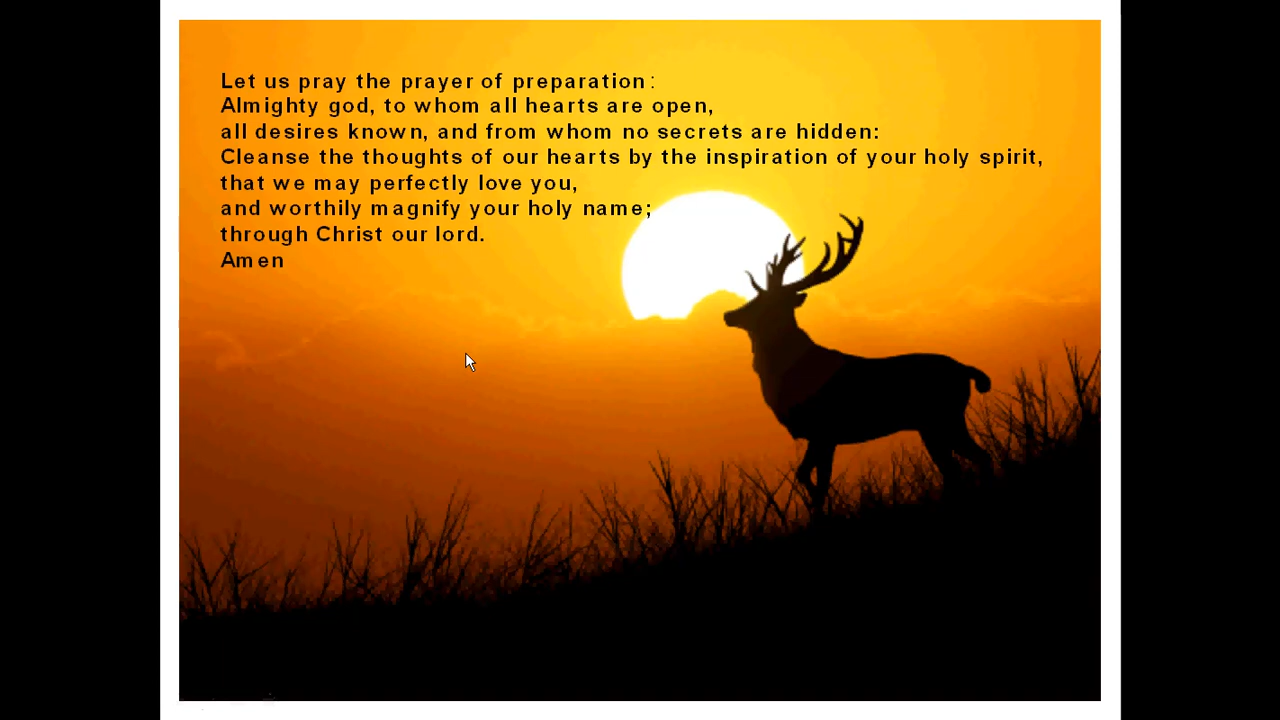 Let us pray the prayer of preparation:
Almighty god, to whom all hearts are open,
all desires known, and from whom no secrets are hidden:
Cleanse the thoughts of our hearts by the inspiration of your holy spirit,
that we may perfectly love you,
and worthily magnify your holy name;
through Christ our lord.
Amen